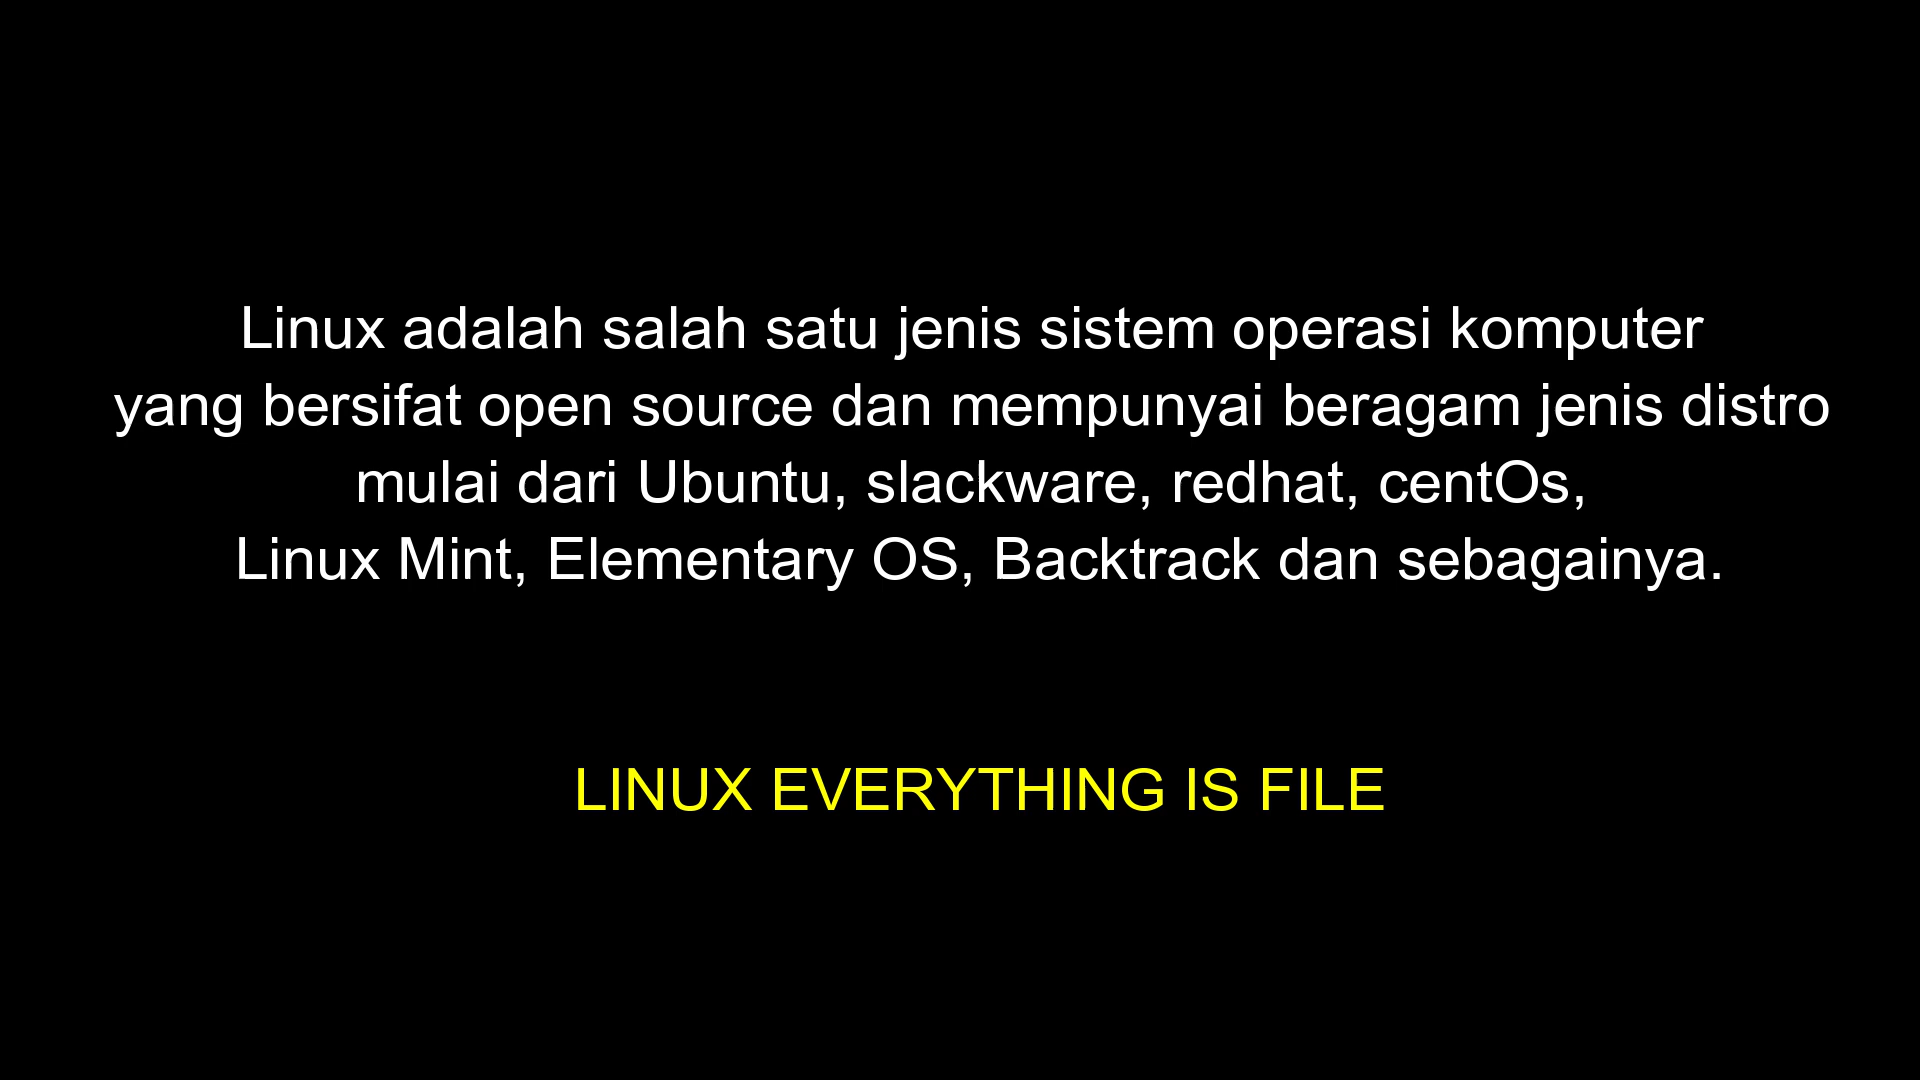 Linux adalah salah satu jenis sistem operasi komputer
yang bersifat open source dan mempunyai beragam jenis distro
mulai dari Ubuntu, slackware, redhat, centOs,
Linux Mint, Elementary OS, Backtrack dan sebagainya.
LINUX EVERYTHING IS FILE